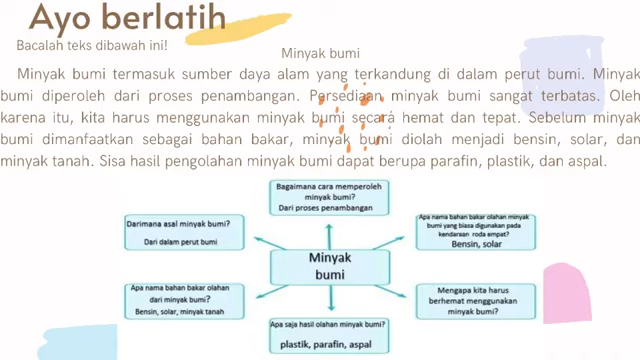 Ayo berlatih
Bacalah teks dibawah ini!
Minyak bumi
Minyak bumi termasuk sumber daya alam yang terkandung di dalam perut bumi. Minyak
bumi diperoleh dari proses penambangan. Persediaan minyak bumi sangat terbatas. Oleh
karena itu, kita harus menggunakan minyak bumi secara hemat dan tepat. Sebelum minyak
bumi dimanfaatkan sebagai bahan bakar, minyak bumi diolah menjadi bensin, solar, dan
minyak tanah. Sisa hasil pengolahan minyak bumi dapat berupa parafin, plastik, dan aspal.
Bagaimana cara memperoleh
minyak bumi?
Dari proses penambangan
Darimana asal minyak bumi?
Dari dalam perut bumi
Apa nama bahan bakar olahan minyak
bumi yang biasa digunakan pada
kendaraan roda empat?
Bensin, solar
Minyak
bumi
Apa nama bahan bakar olahan
dari minyak bumi?
Bensin, solar, minyak tanah
Mengapa kita harus
berhemat menggunakan
minyak bumi?
Apa saja hasil olahan minyak bumi?
plastik, parafin, aspal